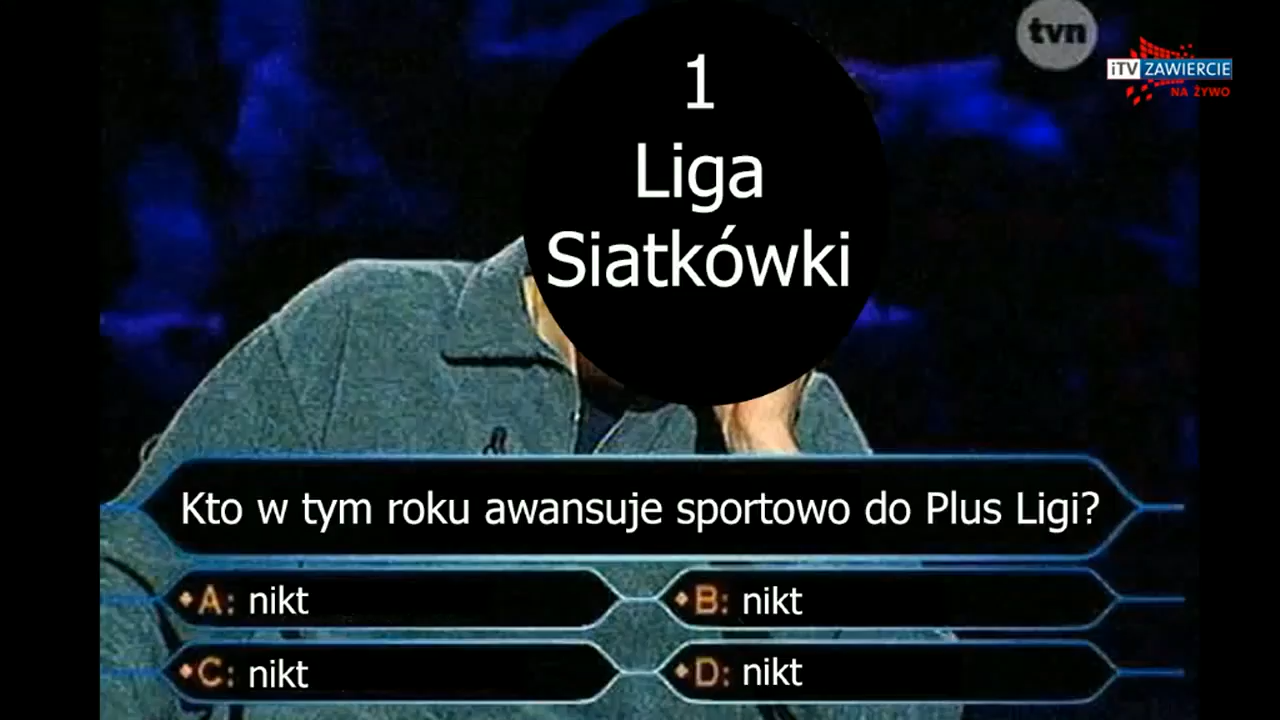 tvn
iTV ZAWIERCIE
NA ŻYWO
1
Liga
Siatkówki
Kto w tym roku awansuje sportowo do Plus Ligi?
A: nikt
B: nikt
C: nikt
D: nikt